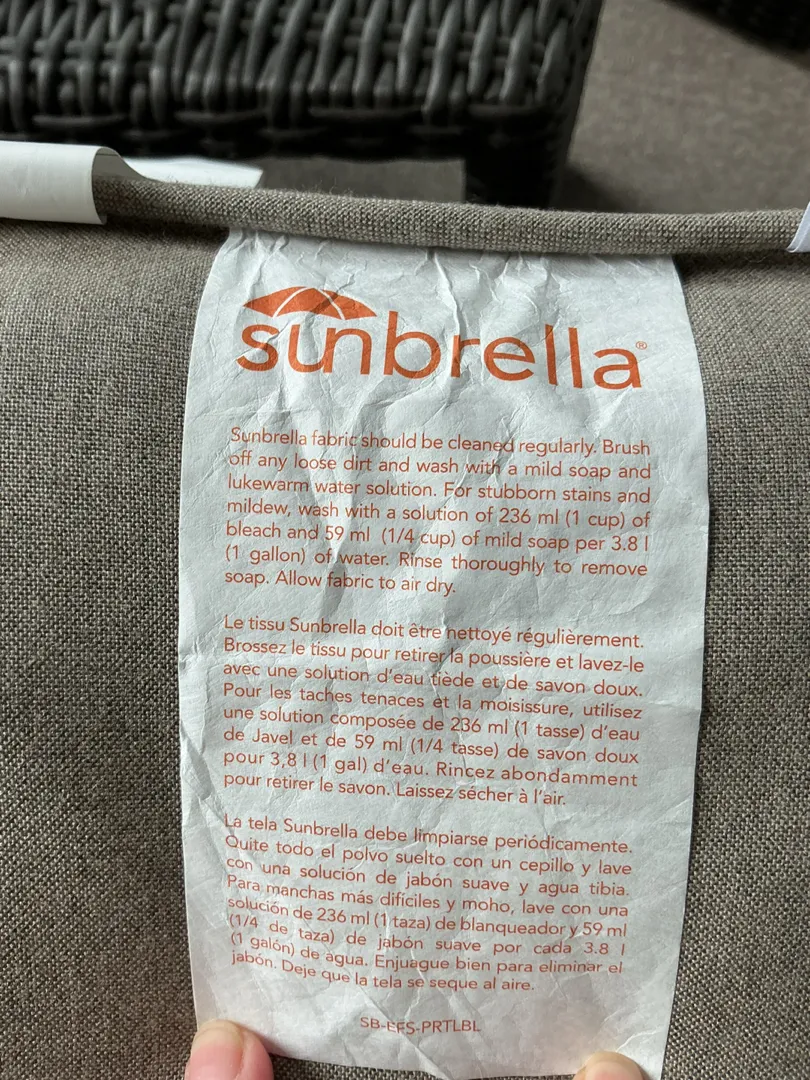 sunbrella®
Sunbrella fabric should be cleaned regularly. Brush
off any loose dirt and wash with a mild soap and
lukewarm water solution. For stubborn stains and
mildew, wash with a solution of 236 ml (1 cup) of
bleach and 59 ml (1/4 cup) of mild soap per 3.8 l
(1 gallon) of water. Rinse thoroughly to remove
soap. Allow fabric to air dry.
Le tissu Sunbrella doit être nettoyé régulièrement.
Brossez le tissu pour retirer la poussière et lavez-le
avec une solution d'eau tiède et de savon doux.
Pour les taches tenaces et la moisissure, utilisez
une solution composée de 236 ml (1 tasse) d'eau
de Javel et de 59 ml (1/4 tasse) de savon doux
pour 3,8 l (1 gal) d'eau. Rincez abondamment
pour retirer le savon. Laissez sécher à l'air.
La tela Sunbrella debe limpiarse periódicamente.
Quite todo el polvo suelto con un cepillo y lave
con una solución de jabón suave y agua tibia.
Para manchas más difíciles y moho, lave con una
solución de 236 ml (1 taza) de blanqueador y 59 ml
(1/4 de taza) de jabón suave por cada 3.8 l
(1 galón) de agua. Enjuague bien para eliminar el
jabón. Deje que la tela se seque al aire.
SB-EFS-PRTLBL